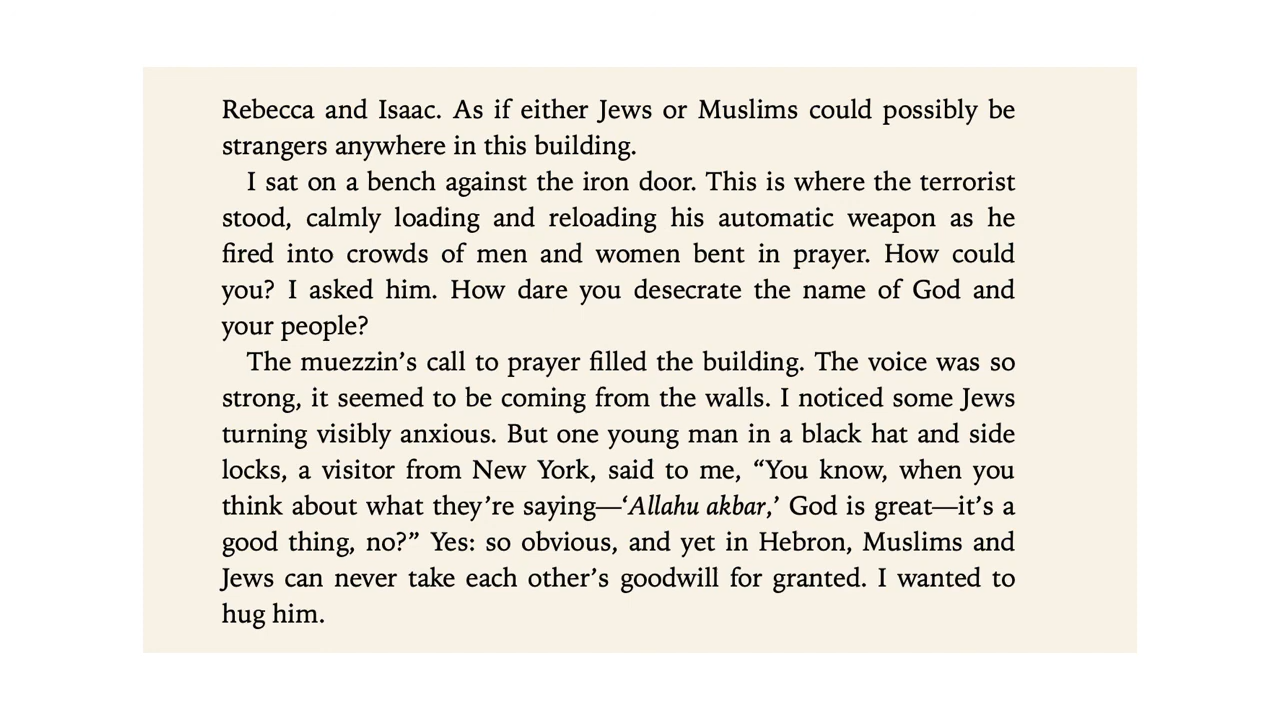 Rebecca and Isaac. As if either Jews or Muslims could possibly be
strangers anywhere in this building.
I sat on a bench against the iron door. This is where the terrorist
stood, calmly loading and reloading his automatic weapon as he
fired into crowds of men and women bent in prayer. How could
you? I asked him. How dare you desecrate the name of God and
your people?
The muezzin’s call to prayer filled the building. The voice was so
strong, it seemed to be coming from the walls. I noticed some Jews
turning visibly anxious. But one young man in a black hat and side
locks, a visitor from New York, said to me, “You know, when you
think about what they’re saying—‘Allahu akbar,’ God is great—it’s a
good thing, no?” Yes: so obvious, and yet in Hebron, Muslims and
Jews can never take each other’s goodwill for granted. I wanted to
hug him.